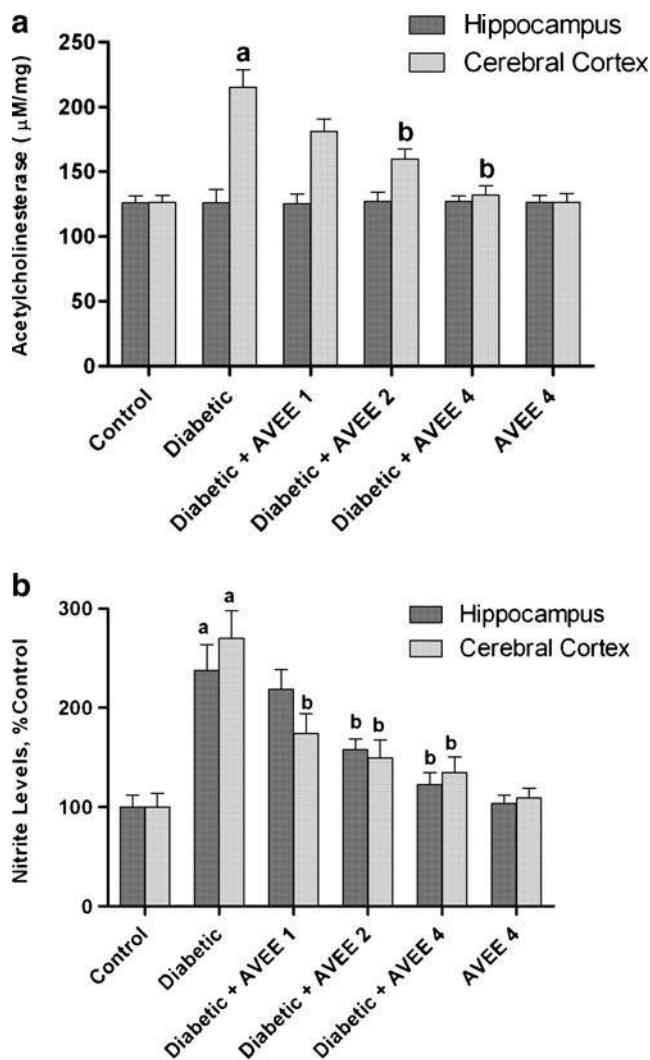 a
Hippocampus
Cerebral Cortex
Acetylcholinesterase ( μM/mg)
250
200
150
100
50
0
a
b
b
Control
Diabetic
Diabetic + AVEE 1
Diabetic + AVEE 2
Diabetic + AVEE 4
AVEE 4
b
Hippocampus
Cerebral Cortex
Nitrite Levels, %Control
300
200
100
0
a
a
b
b
b
b
b
Control
Diabetic
Diabetic + AVEE 1
Diabetic + AVEE 2
Diabetic + AVEE 4
AVEE 4